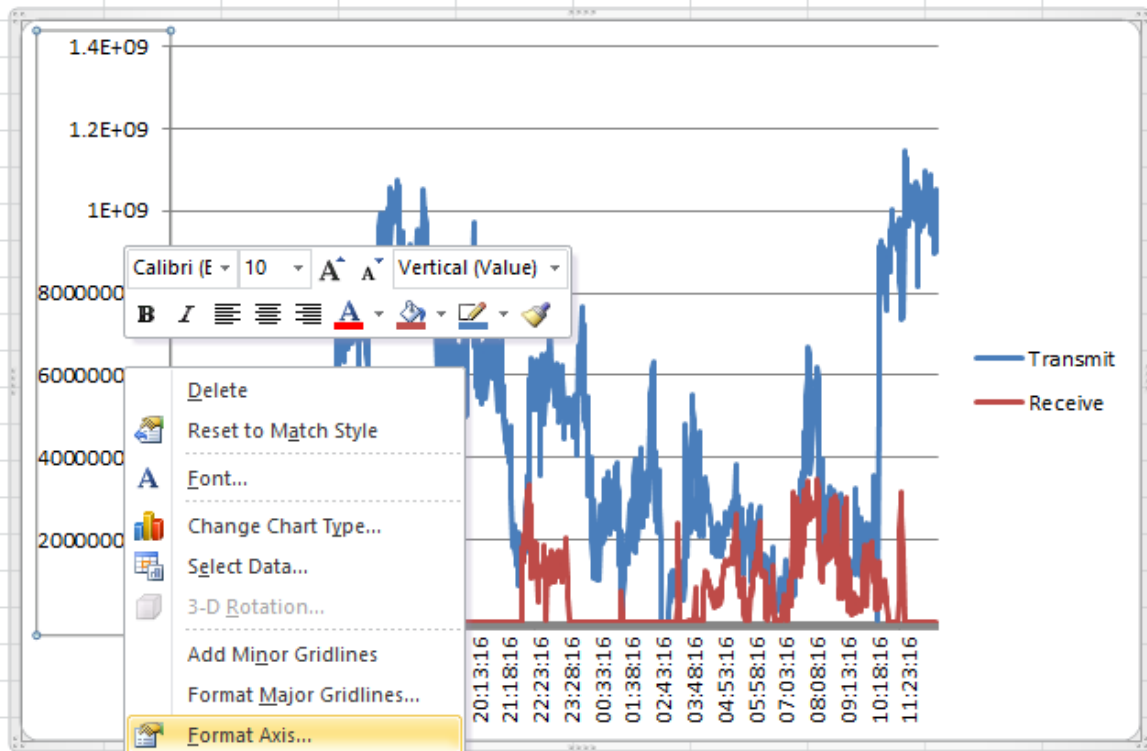 1.4E+09
1.2E+09
1E+09
8000000
6000000
4000000
2000000
Calibri (E 10 A A Vertical (Value)
B I A
Delete
Reset to Match Style
A Font...
Change Chart Type...
Select Data...
3-D Rotation...
Add Minor Gridlines
Format Major Gridlines...
Format Axis...
Transmit
Receive
20:13:16
21:18:16
22:23:16
23:28:16
00:33:16
01:38:16
02:43:16
03:48:16
04:53:16
05:58:16
07:03:16
08:08:16
09:13:16
10:18:16
11:23:16